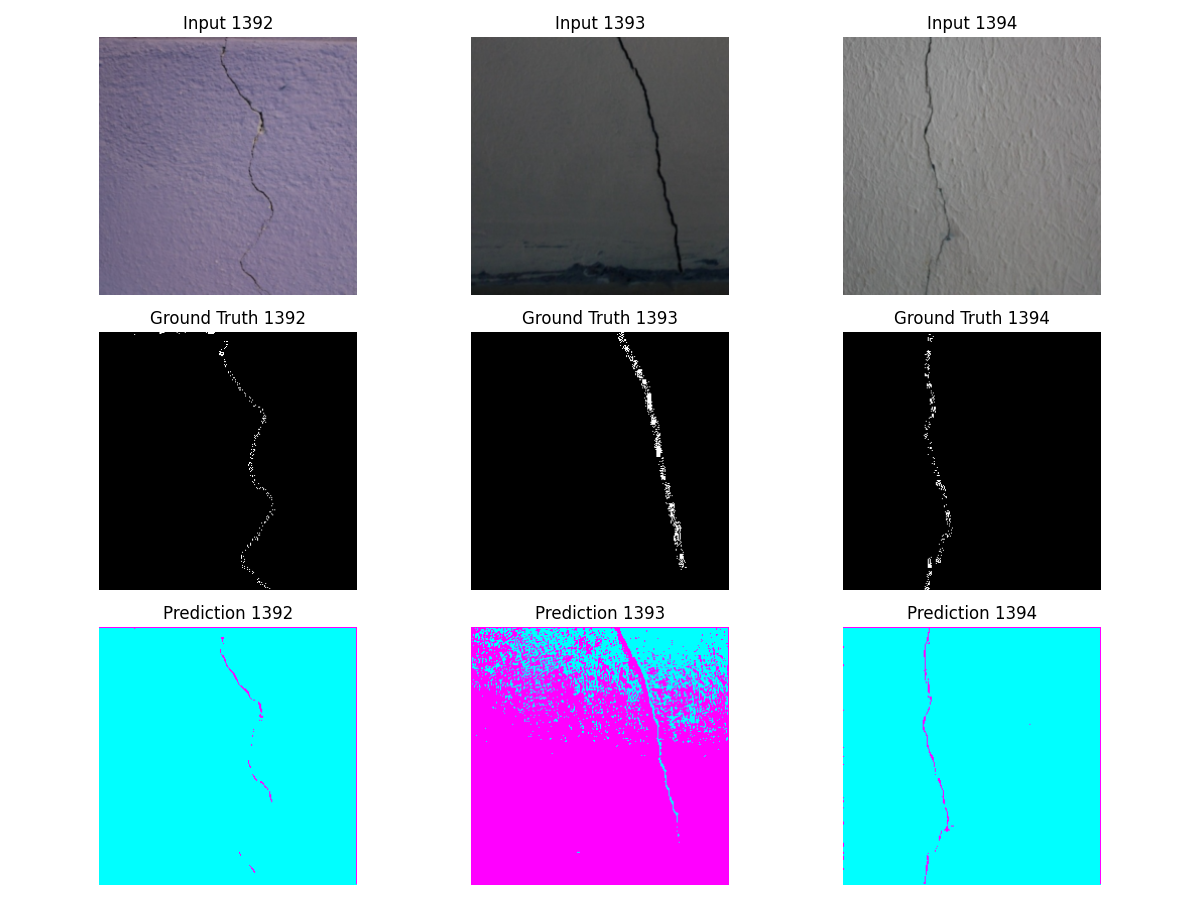 Input 1392
Input 1393
Input 1394
Ground Truth 1392
Ground Truth 1393
Ground Truth 1394
Prediction 1392
Prediction 1393
Prediction 1394